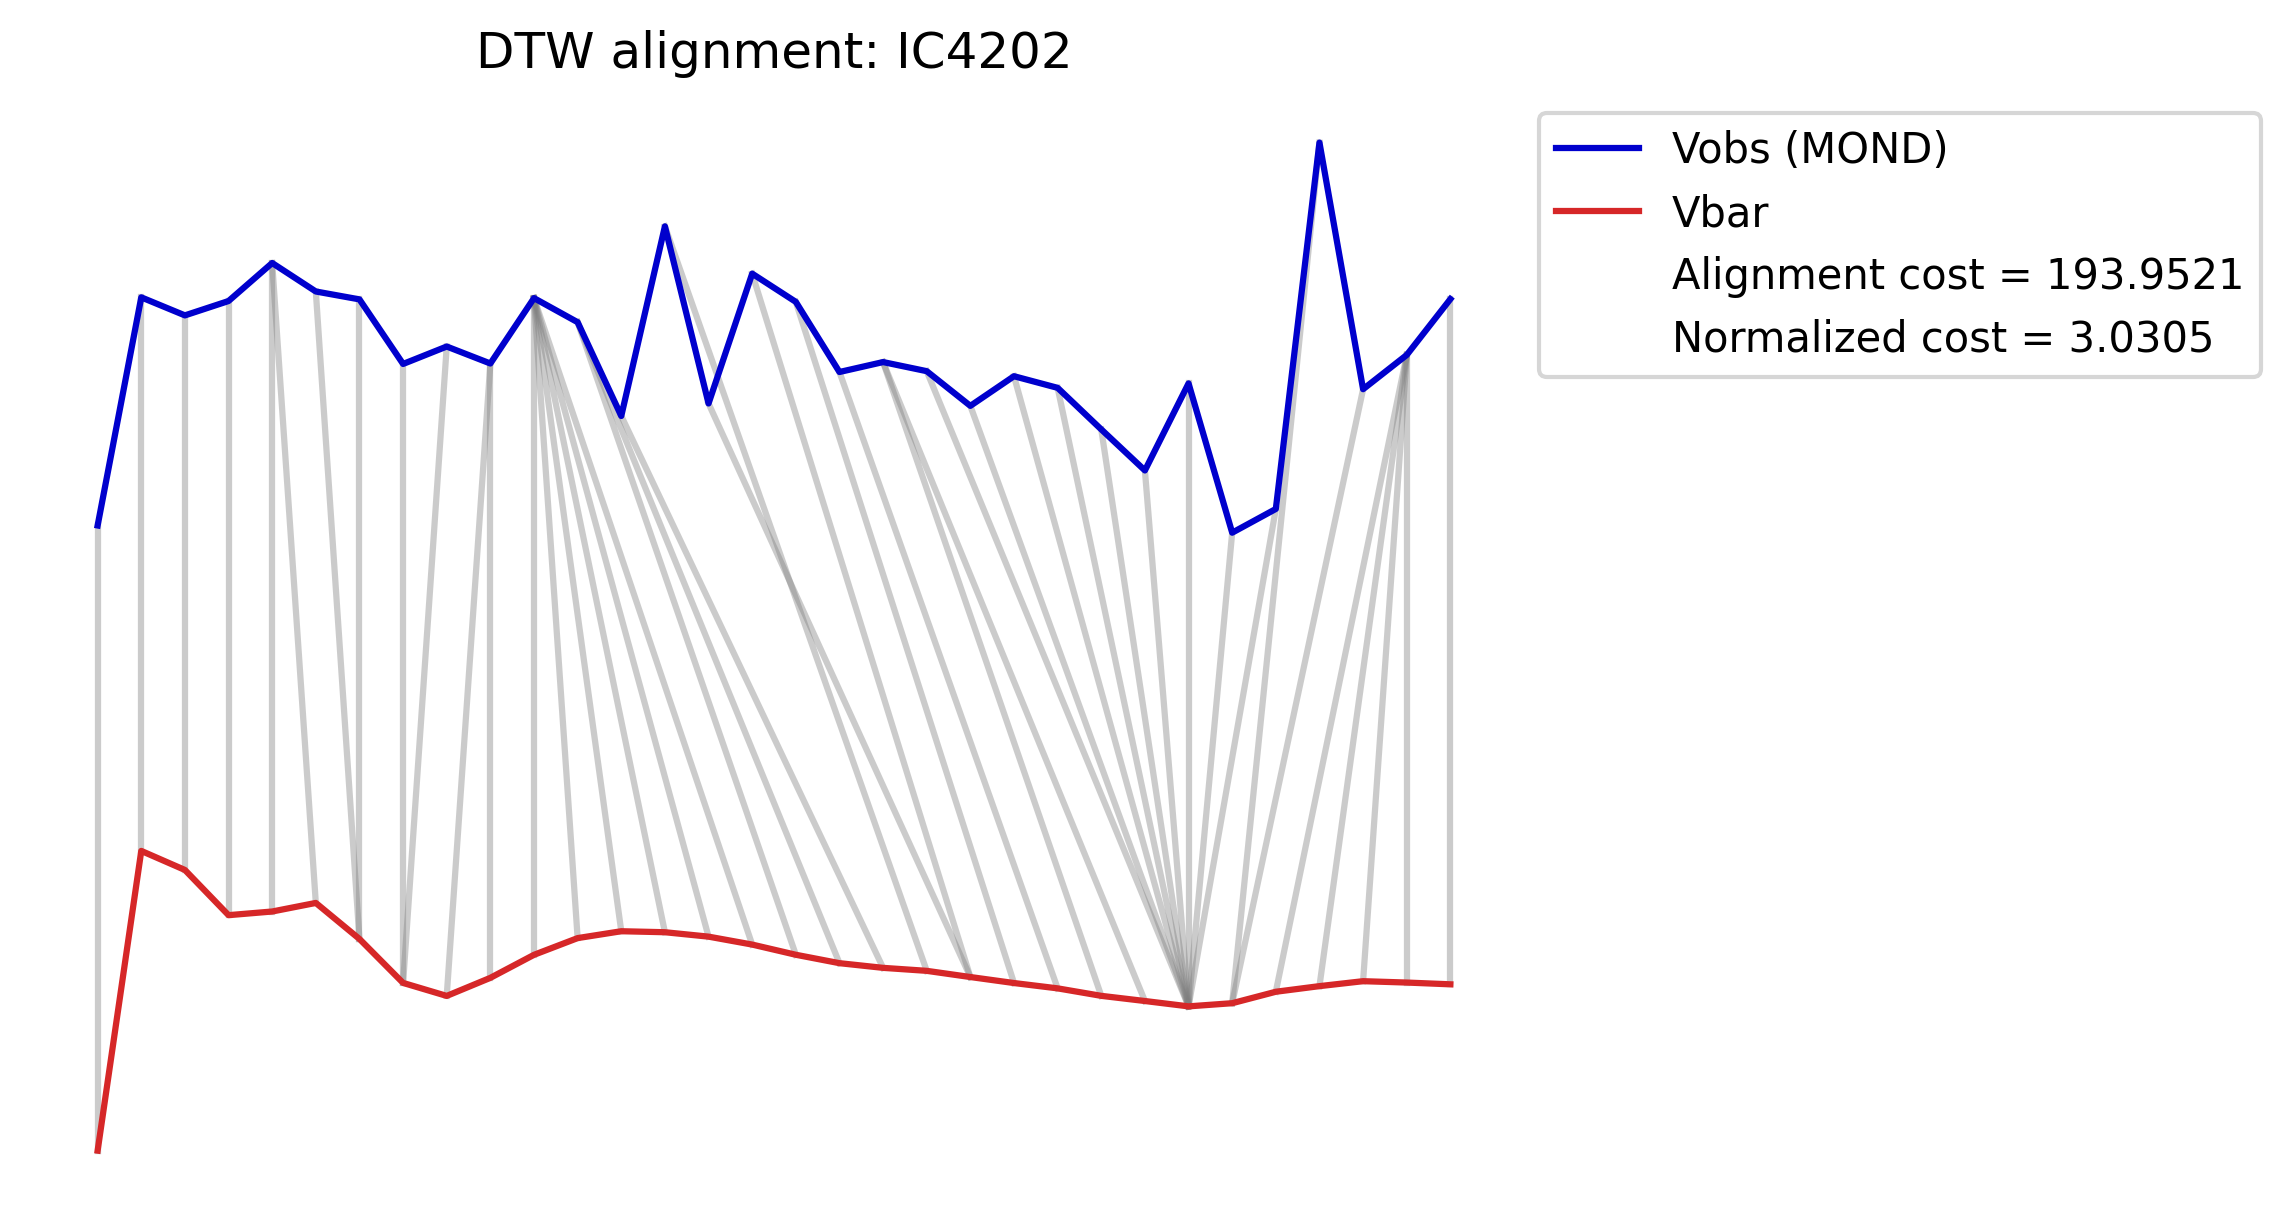 DTW alignment: IC4202
Vobs (MOND)
Vbar
Alignment cost = 193.9521
Normalized cost = 3.0305